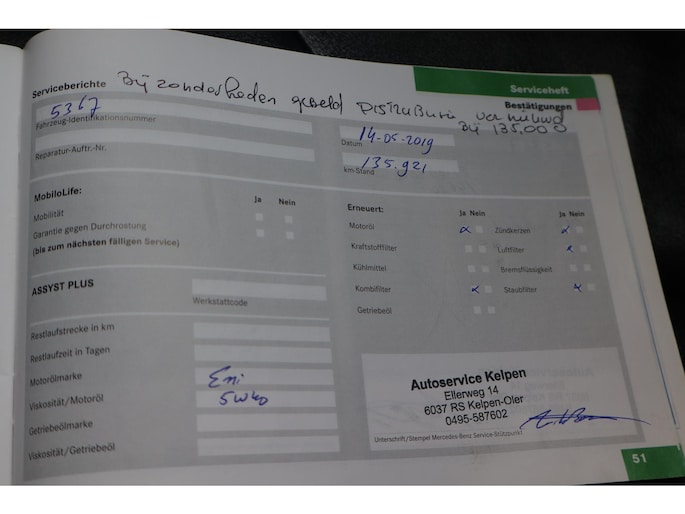 Serviceheft
Serviceberichte Bijzonderheden gemeld Distributie vernieuwd
Bestätigungen
Bij 135.000
5367
Fahrzeug-Identifikationsnummer
14-05-2019
Datum
Reparatur-Auftr.-Nr.
135.921
km-Stand
MobiloLife:
Ja Nein
Mobilität
Garantie gegen Durchrostung
(bis zum nächsten fälligen Service)
Erneuert:
Ja Nein Ja Nein
Motoröl Zündkerzen
Kraftstofffilter Luftfilter
Kühlmittel Bremsflüssigkeit
Kombifilter Staubfilter
Getriebeöl
ASSYST PLUS
Werkstattcode
Restlaufstrecke in km
Restlaufzeit in Tagen
Motorölmarke Eni
Viskosität/Motoröl 5W40
Getriebeölmarke
Viskosität/Getriebeöl
Autoservice Kelpen
Ellerweg 14
6037 RS Kelpen-Oler
0495-587602
Unterschrift/Stempel Mercedes-Benz Service-Stützpunkt
51